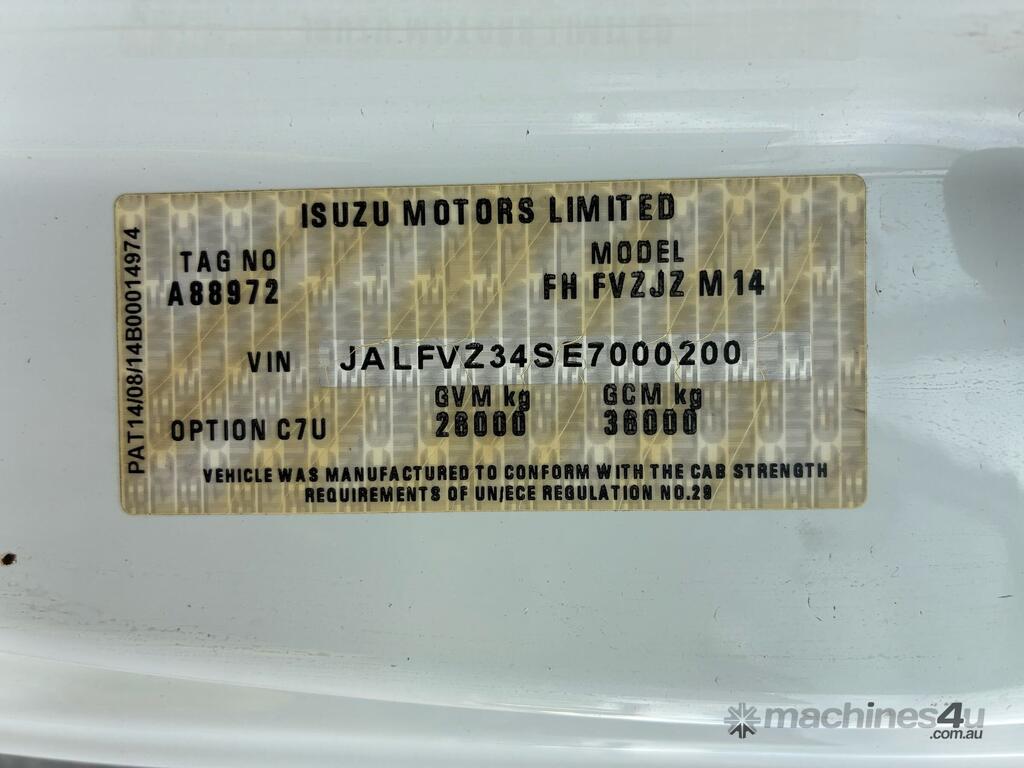 ISUZU MOTORS LIMITED
TAG NO
A88972
MODEL
FH FVZJZ M 14
VIN JALFVZ34SE7000200
GVM kg
GCM kg
OPTION C7U
36000
VEHICLE WAS MANUFACTURED TO CONFORM WITH THE CAB STRENGTH
REQUIREMENTS OF UN/ECE REGULATION NO.29
PAT14/08/14B00014974
machines4u
.com.au